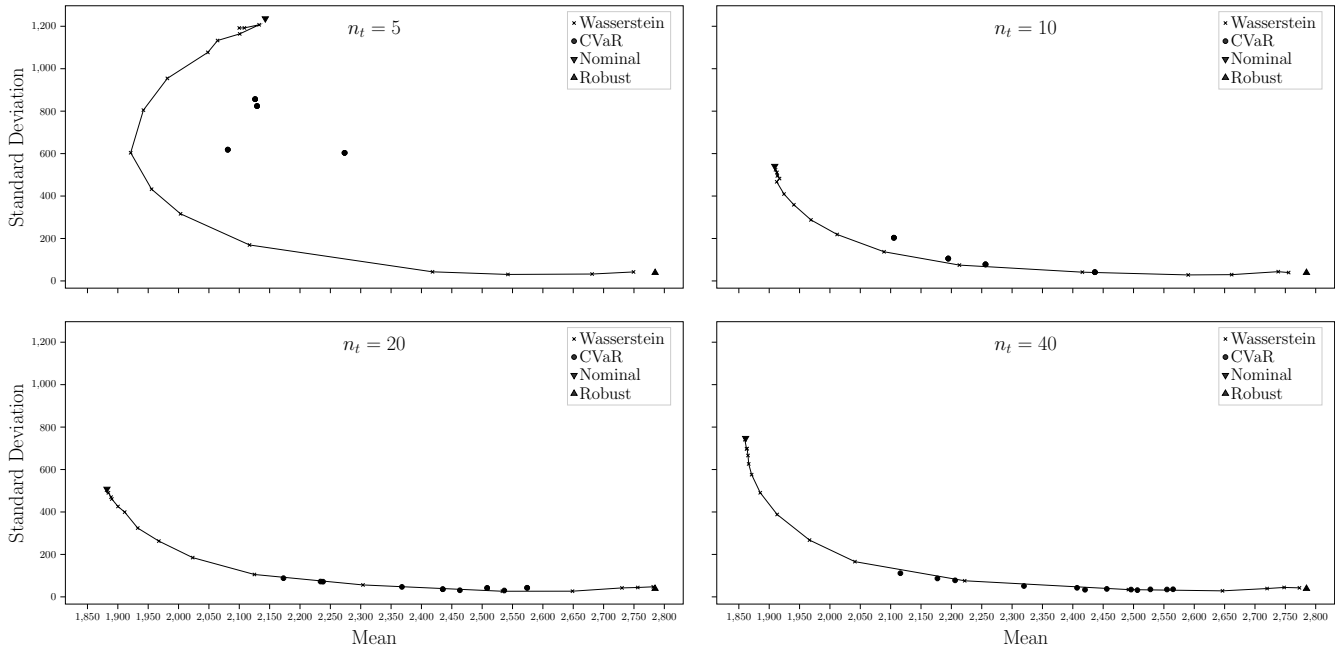 n_t = 5
Wasserstein
CVaR
Nominal
Robust
1,200
1,000
800
600
400
200
0
Standard Deviation
n_t = 10
Wasserstein
CVaR
Nominal
Robust
n_t = 20
Wasserstein
CVaR
Nominal
Robust
1,200
1,000
800
600
400
200
0
Standard Deviation
1,850 1,900 1,950 2,000 2,050 2,100 2,150 2,200 2,250 2,300 2,350 2,400 2,450 2,500 2,550 2,600 2,650 2,700 2,750 2,800
Mean
n_t = 40
Wasserstein
CVaR
Nominal
Robust
1,850 1,900 1,950 2,000 2,050 2,100 2,150 2,200 2,250 2,300 2,350 2,400 2,450 2,500 2,550 2,600 2,650 2,700 2,750 2,800
Mean